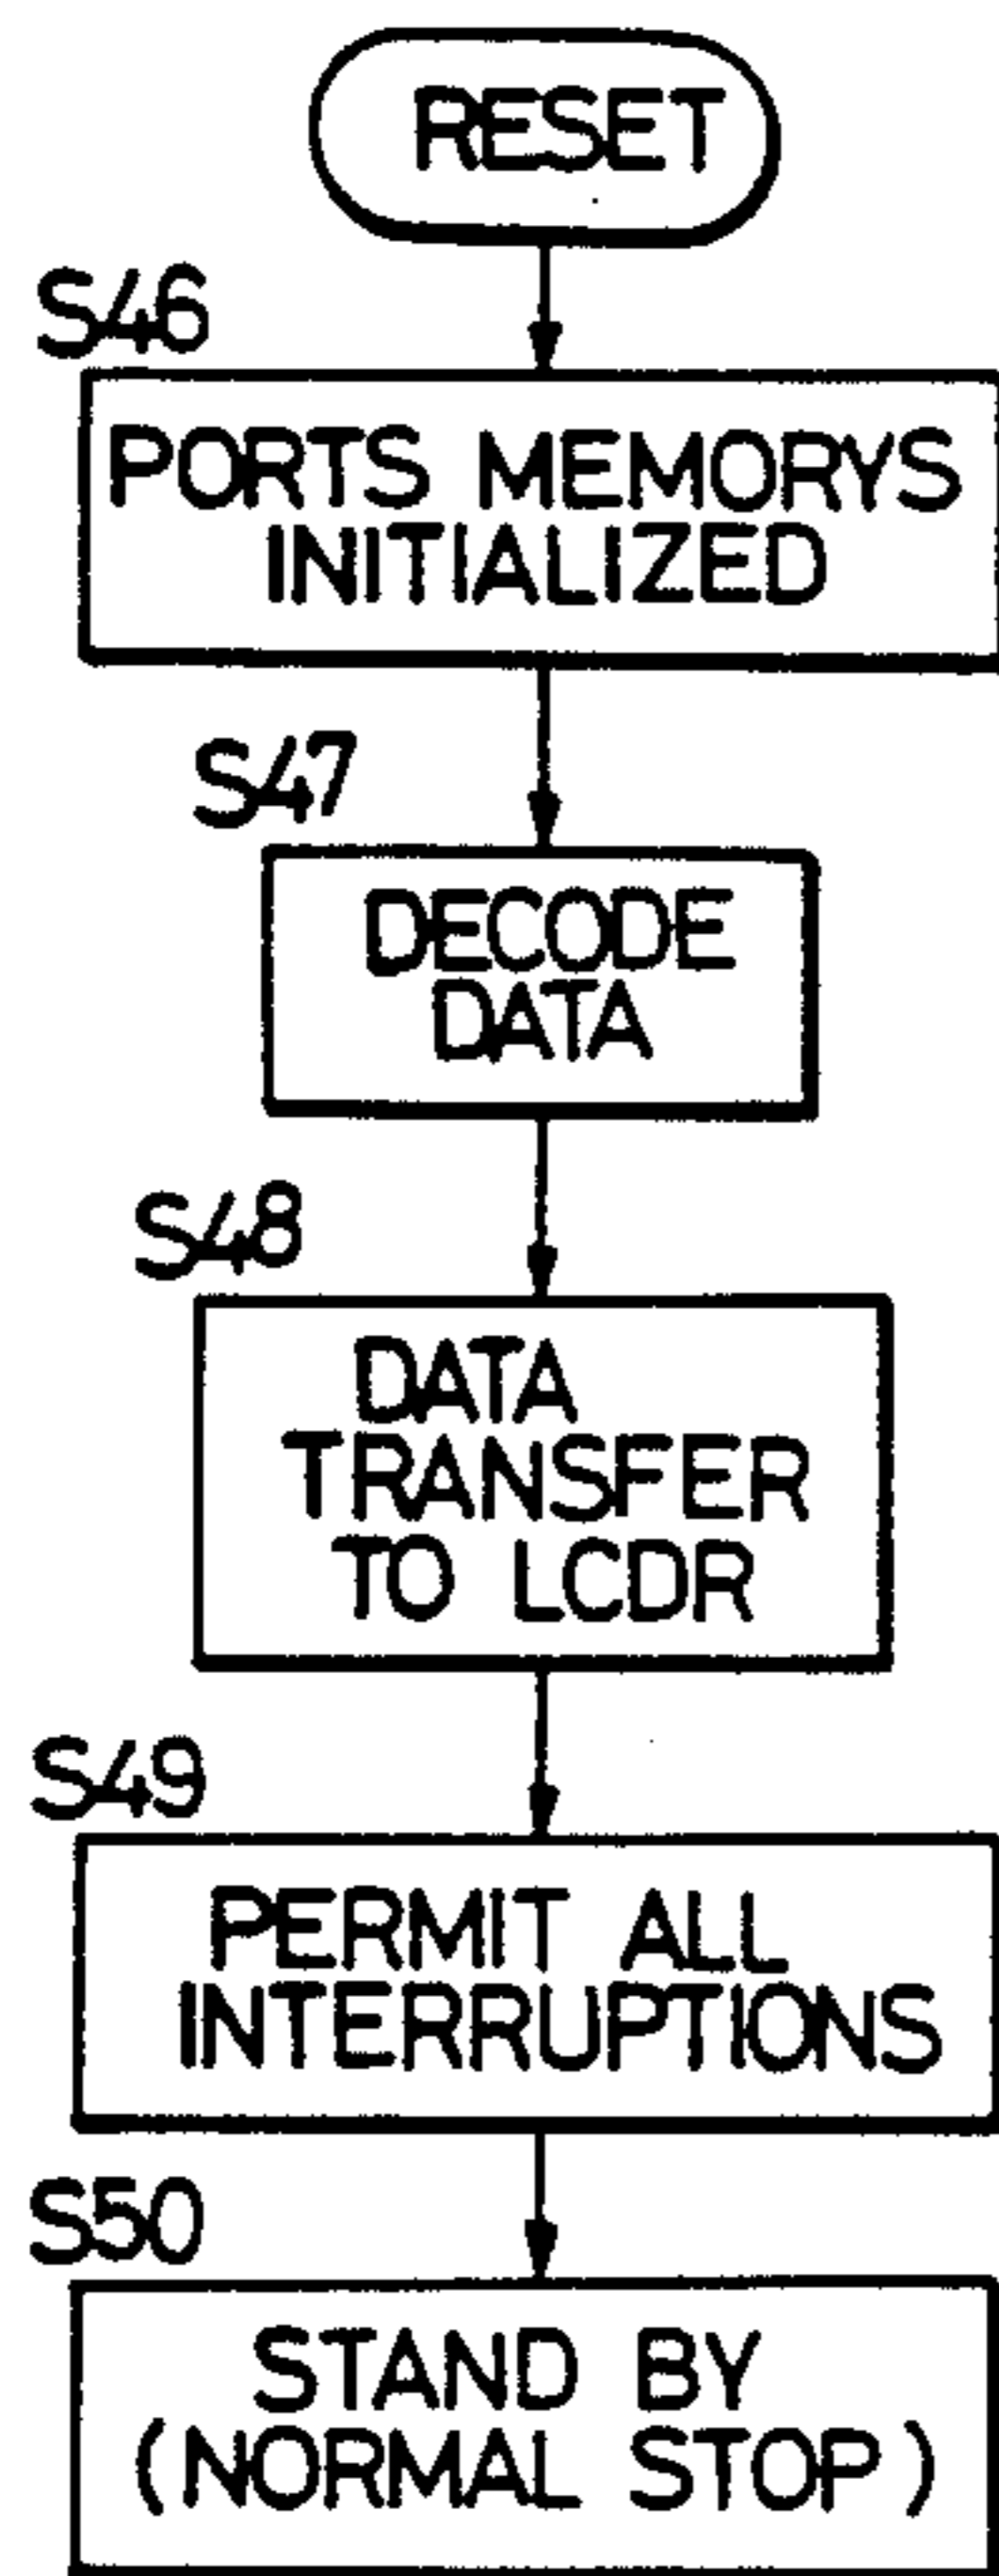 RESET
S46
PORTS MEMORYS
INITIALIZED
S47
DECODE
DATA
S48
DATA
TRANSFER
TO LCDR
S49
PERMIT ALL
INTERRUPTIONS
S50
STAND BY
(NORMAL STOP)